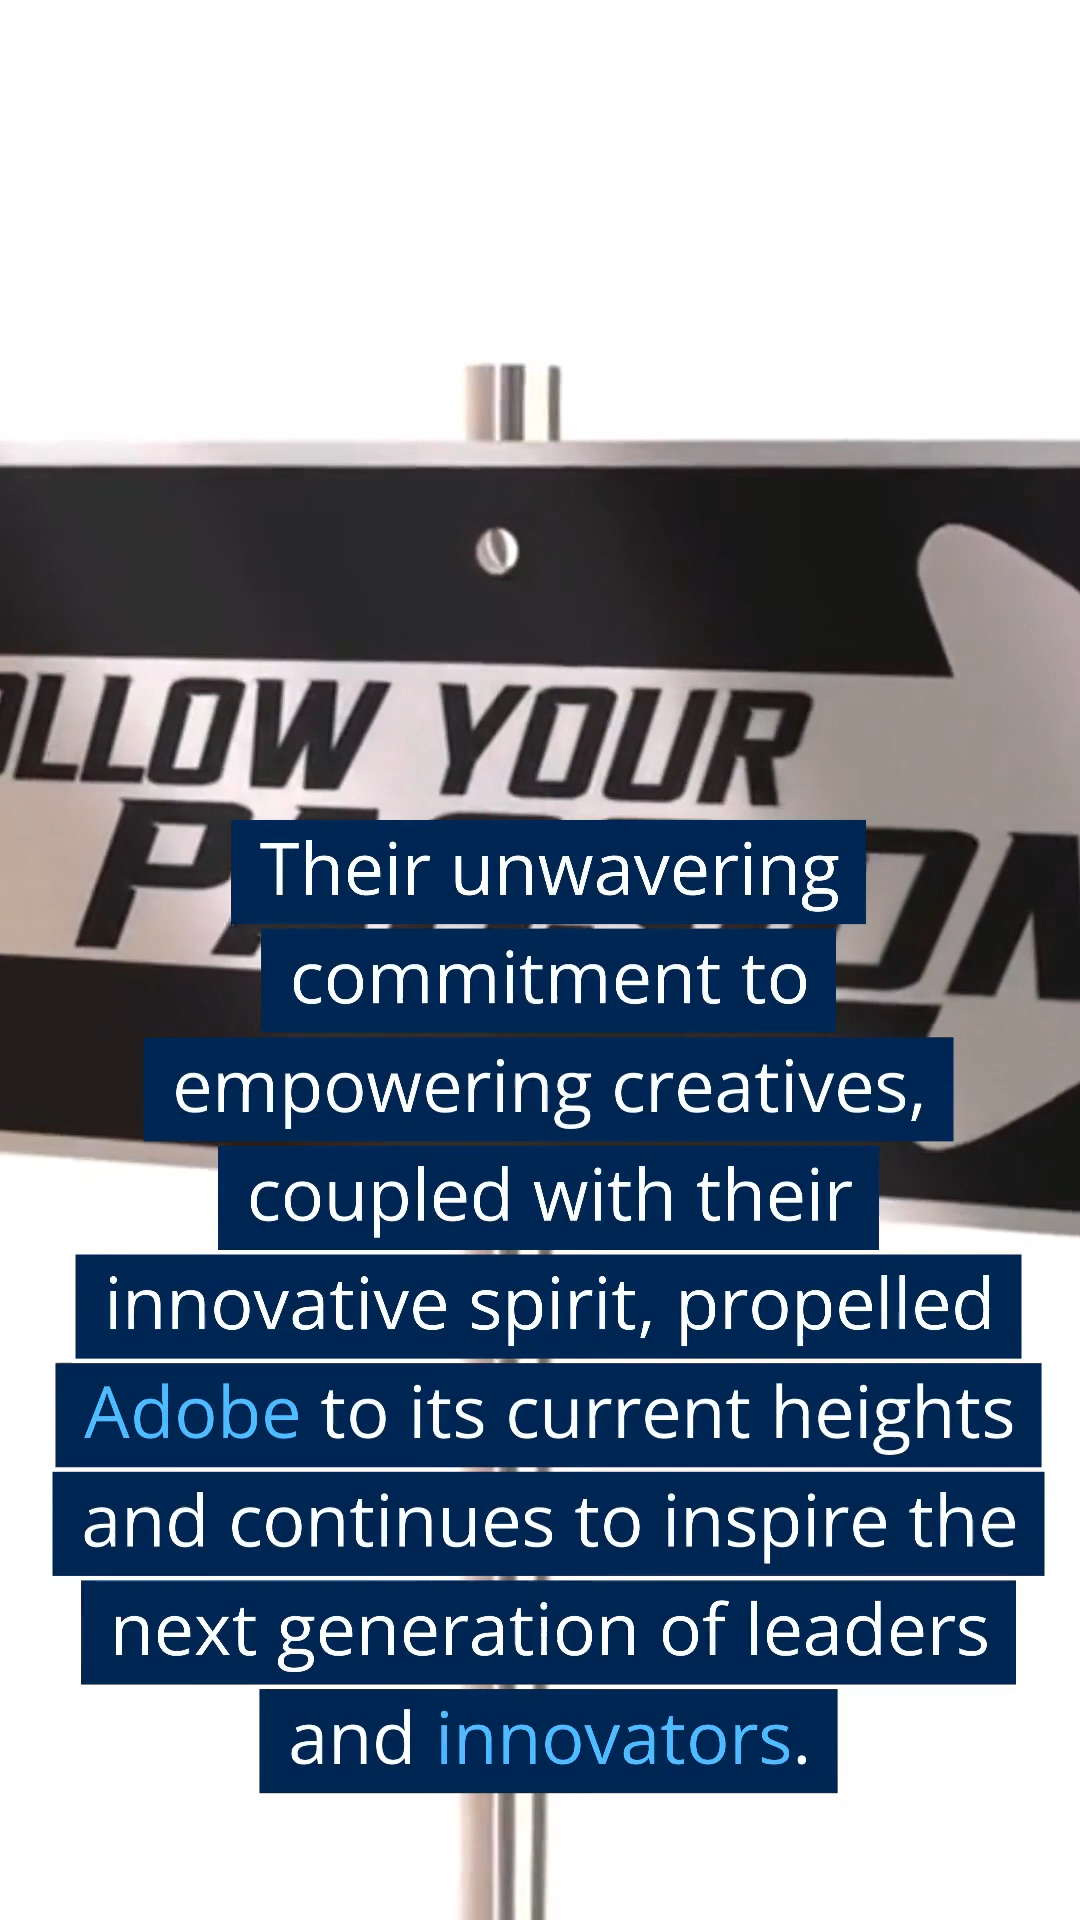 OLLOW YOUR
Their unwavering
commitment to
empowering creatives,
coupled with their
innovative spirit, propelled
Adobe to its current heights
and continues to inspire the
next generation of leaders
and innovators.